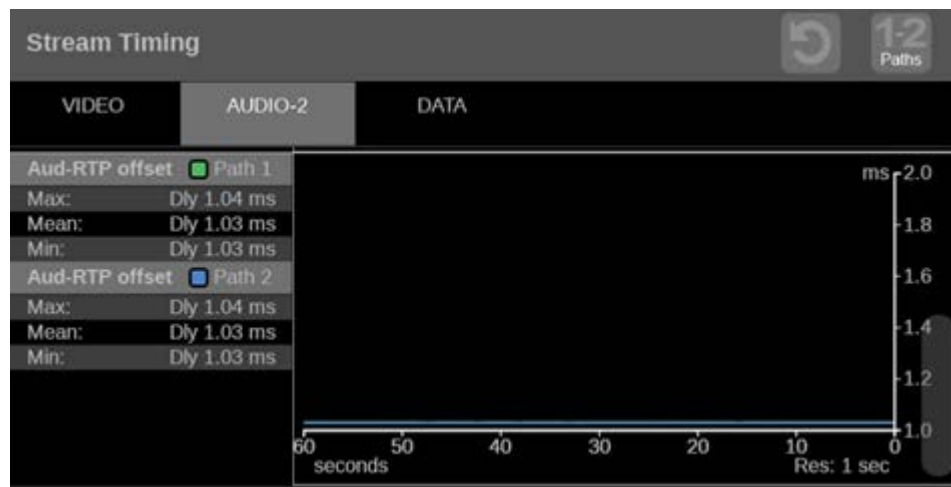 Stream Timing
1-2
Paths
VIDEO AUDIO-2 DATA
Aud-RTP offset Path 1
Max: Dly 1.04 ms
Mean: Dly 1.03 ms
Min: Dly 1.03 ms
Aud-RTP offset Path 2
Max: Dly 1.04 ms
Mean: Dly 1.03 ms
Min: Dly 1.03 ms
ms 2.0
1.8
1.6
1.4
1.2
1.0
60 50 40 30 20 10 0
seconds Res: 1 sec